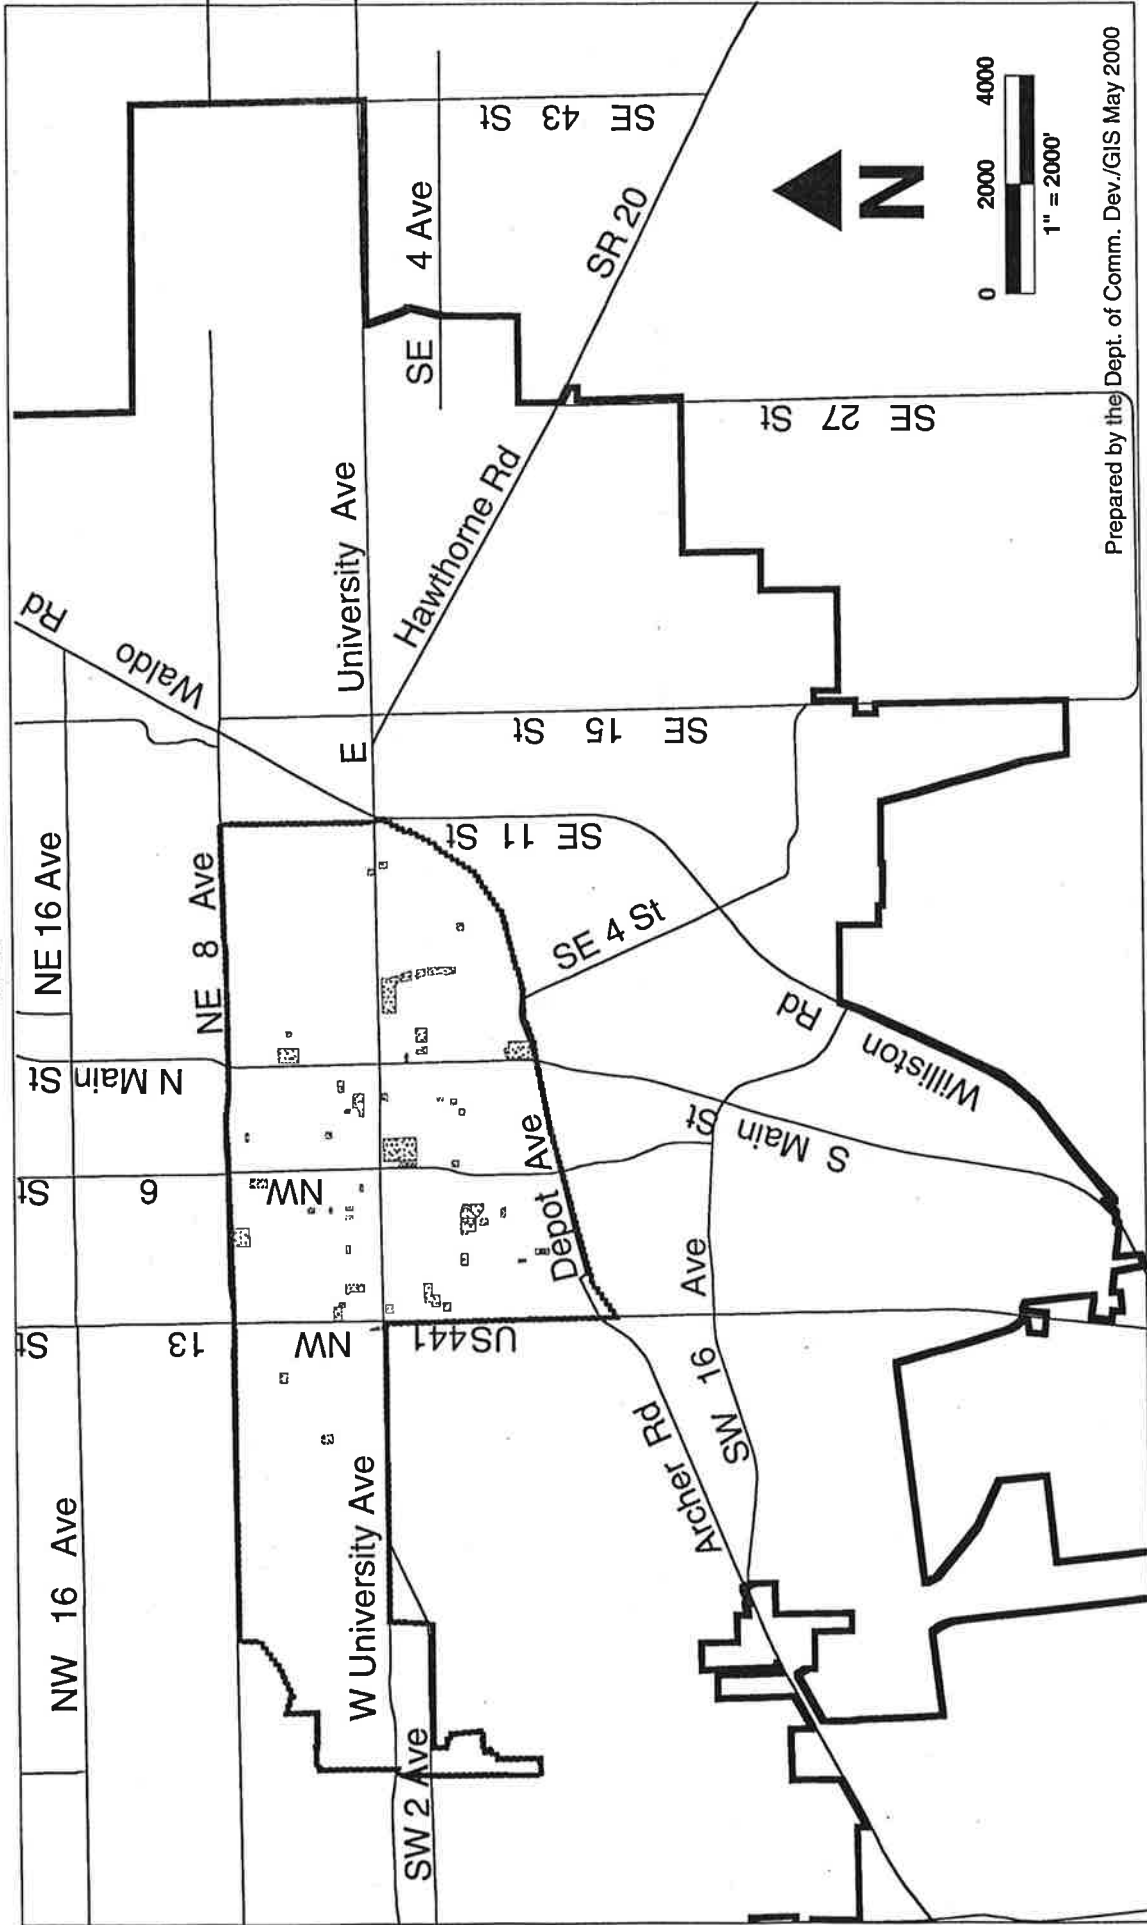 NW 16 Ave
NE 16 Ave
Waldo Rd
13 St
6 St
N Main St
NE 8 Ave
NW
NW
W University Ave
E University Ave
SW 2 Ave
US441
SE 11 St
SE 15 St
Hawthorne Rd
SE 4 Ave
SE 43 St
SR 20
SE 27 St
Depot Ave
SE 4 St
Archer Rd
SW 16 Ave
S Main St
Williston Rd
N
0 2000 4000
1" = 2000'
Prepared by the Dept. of Comm. Dev./GIS May 2000